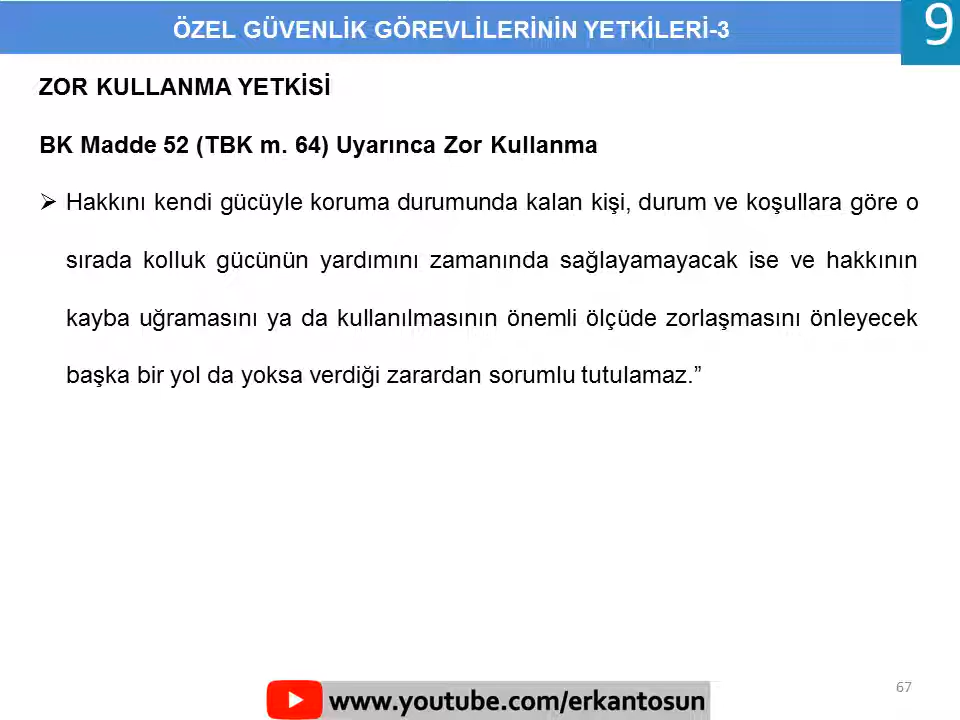 ÖZEL GÜVENLİK GÖREVLİLERİNİN YETKİLERİ-3
9
ZOR KULLANMA YETKİSİ
BK Madde 52 (TBK m. 64) Uyarınca Zor Kullanma
➢ Hakkını kendi gücüyle koruma durumunda kalan kişi, durum ve koşullara göre o
sırada kolluk gücünün yardımını zamanında sağlayamayacak ise ve hakkının
kayba uğramasını ya da kullanılmasının önemli ölçüde zorlaşmasını önleyecek
başka bir yol da yoksa verdiği zarardan sorumlu tutulamaz.”
67
www.youtube.com/erkantosun